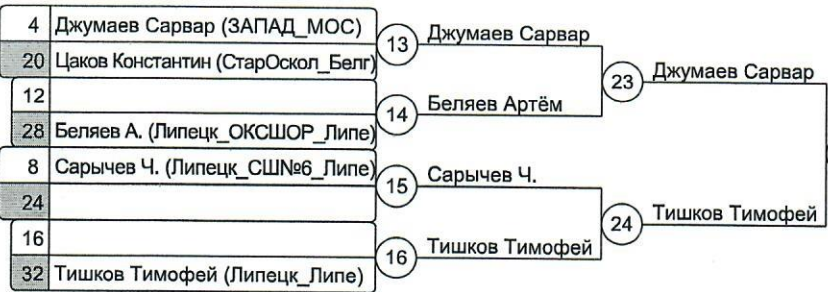 4 Джумаев Сарвар (ЗАПАД_МОС)
13 Джумаев Сарвар
20 Цаков Константин (СтарОскол_Белг)
23 Джумаев Сарвар
12
14 Беляев Артём
28 Беляев А. (Липецк_ОКСШОР_Липе)
8 Сарычев Ч. (Липецк_СШ№6_Липе)
15 Сарычев Ч.
24
24 Тишков Тимофей
16
16 Тишков Тимофей
32 Тишков Тимофей (Липецк_Липе)